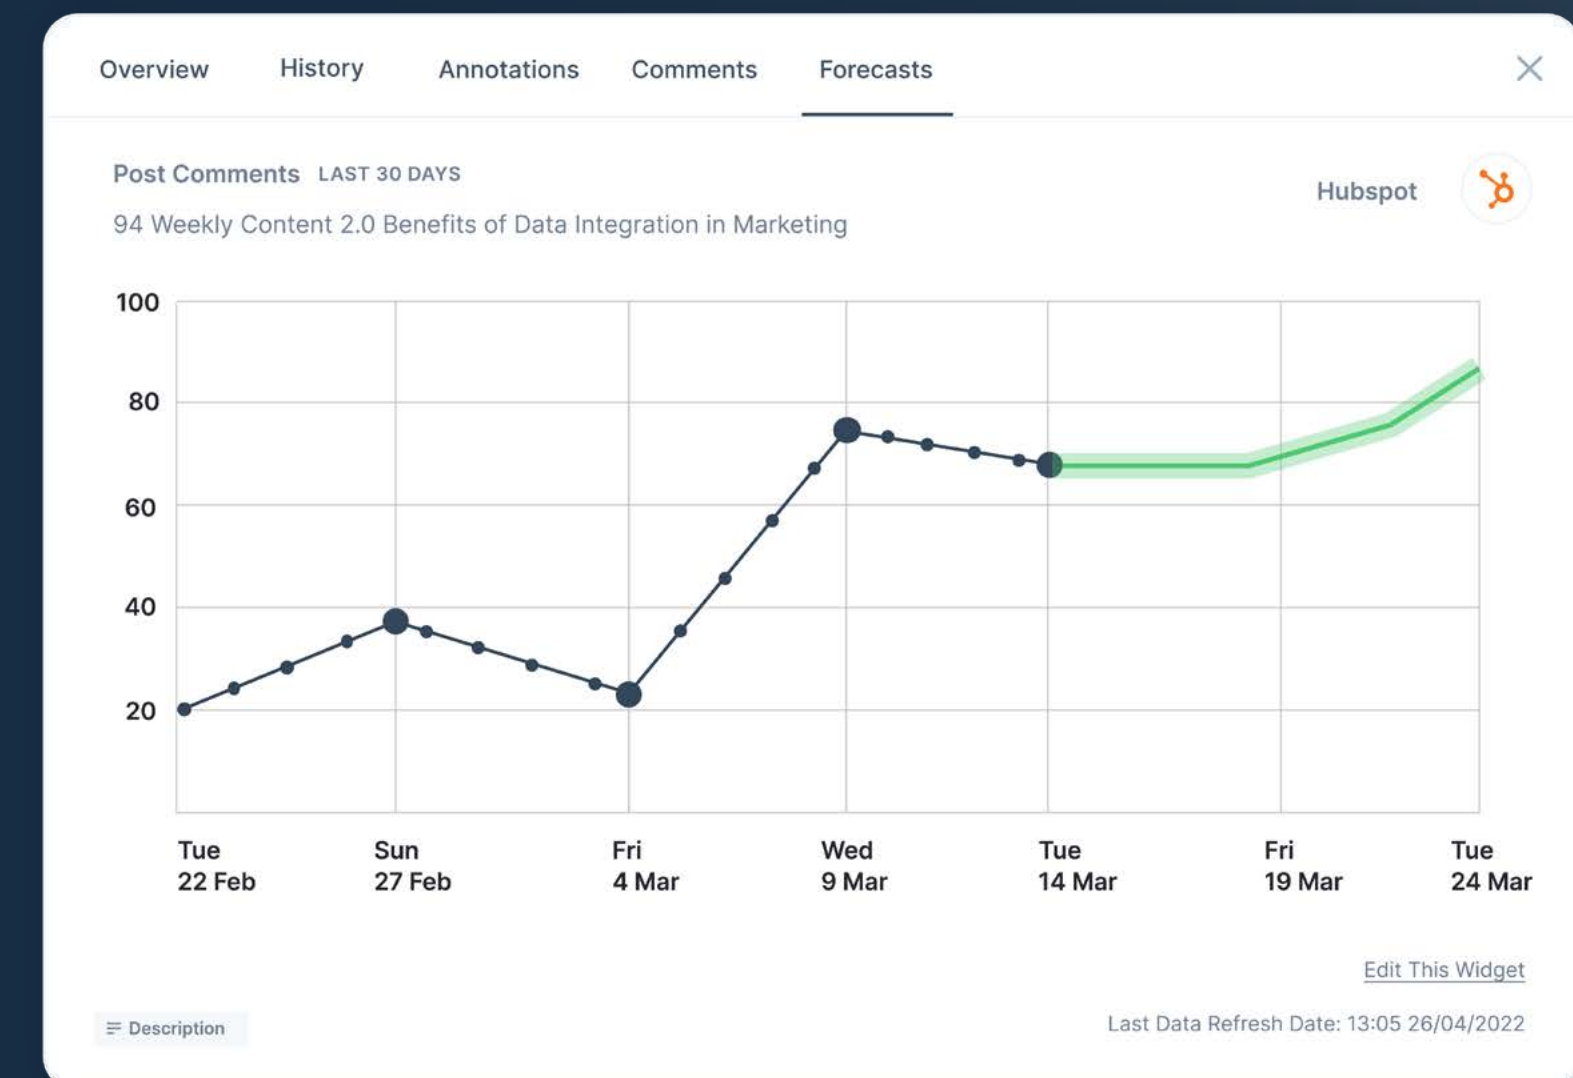 Overview History Annotations Comments Forecasts
Post Comments LAST 30 DAYS
Hubspot
94 Weekly Content 2.0 Benefits of Data Integration in Marketing
100
80
60
40
20
Tue Sun Fri Wed Tue Fri Tue
22 Feb 27 Feb 4 Mar 9 Mar 14 Mar 19 Mar 24 Mar
Edit This Widget
Description
Last Data Refresh Date: 13:05 26/04/2022